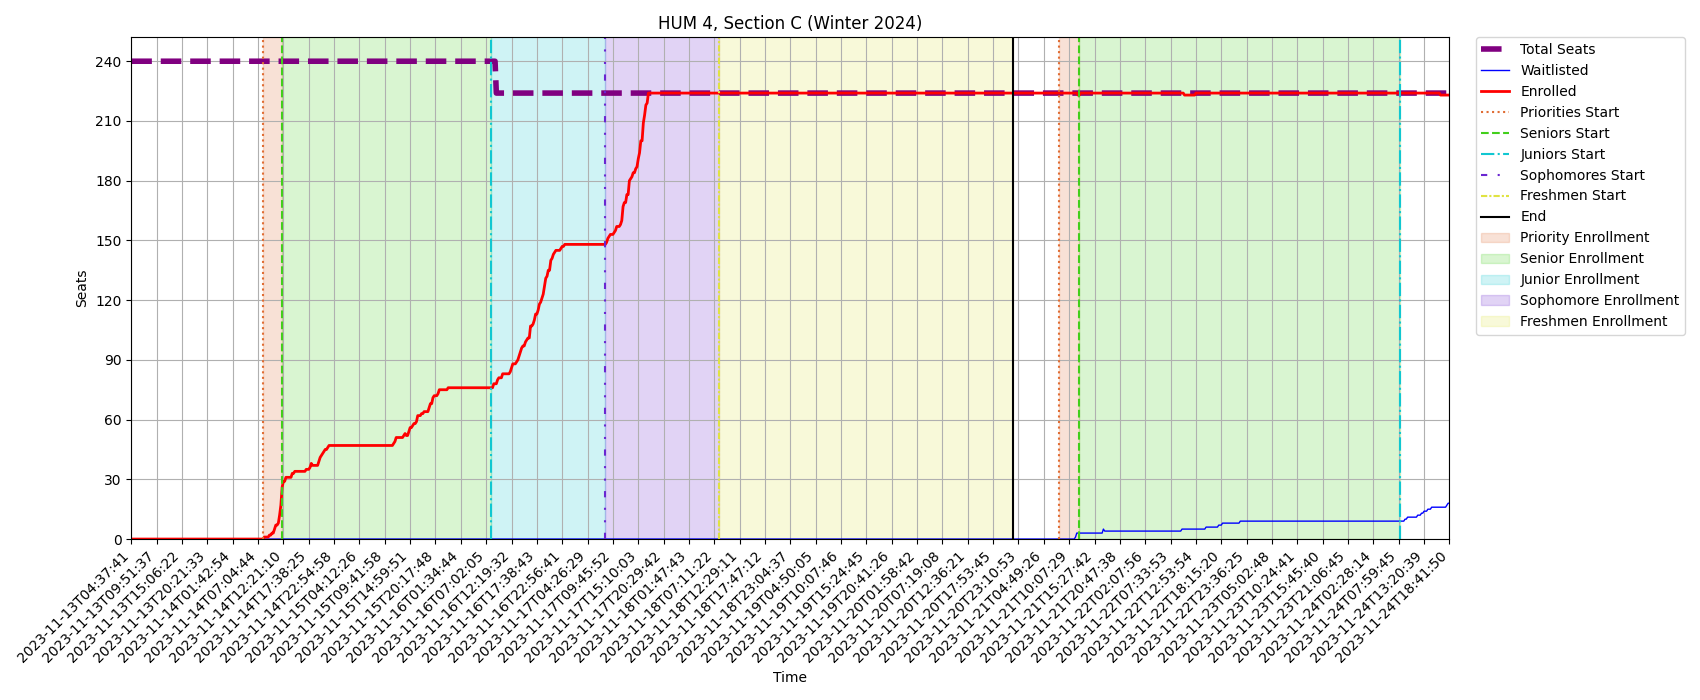 HUM 4, Section C (Winter 2024)
Seats
240
210
180
150
120
90
60
30
0
2023-11-13T04:37:41
2023-11-13T09:51:37
2023-11-13T15:06:22
2023-11-13T20:21:33
2023-11-14T01:42:54
2023-11-14T07:04:44
2023-11-14T12:21:10
2023-11-14T17:38:25
2023-11-14T22:54:58
2023-11-15T04:12:26
2023-11-15T09:41:58
2023-11-15T14:59:51
2023-11-15T20:17:48
2023-11-16T01:34:44
2023-11-16T07:02:05
2023-11-16T12:19:32
2023-11-16T17:38:43
2023-11-16T22:56:41
2023-11-17T04:26:29
2023-11-17T09:45:52
2023-11-17T15:10:03
2023-11-17T20:29:42
2023-11-18T01:47:43
2023-11-18T07:11:22
2023-11-18T12:29:11
2023-11-18T17:47:12
2023-11-18T23:04:37
2023-11-19T04:50:05
2023-11-19T10:07:46
2023-11-19T15:24:45
2023-11-19T20:41:26
2023-11-20T01:58:42
2023-11-20T07:19:08
2023-11-20T12:36:21
2023-11-20T17:53:45
2023-11-20T23:10:53
2023-11-21T04:49:26
2023-11-21T10:07:29
2023-11-21T15:27:42
2023-11-21T20:47:38
2023-11-22T02:07:56
2023-11-22T07:33:53
2023-11-22T12:53:54
2023-11-22T18:15:20
2023-11-22T23:36:25
2023-11-23T05:02:48
2023-11-23T10:24:41
2023-11-23T15:45:40
2023-11-23T21:06:45
2023-11-24T02:28:14
2023-11-24T07:59:45
2023-11-24T13:20:39
2023-11-24T18:41:50
Time
Total Seats
Waitlisted
Enrolled
Priorities Start
Seniors Start
Juniors Start
Sophomores Start
Freshmen Start
End
Priority Enrollment
Senior Enrollment
Junior Enrollment
Sophomore Enrollment
Freshmen Enrollment